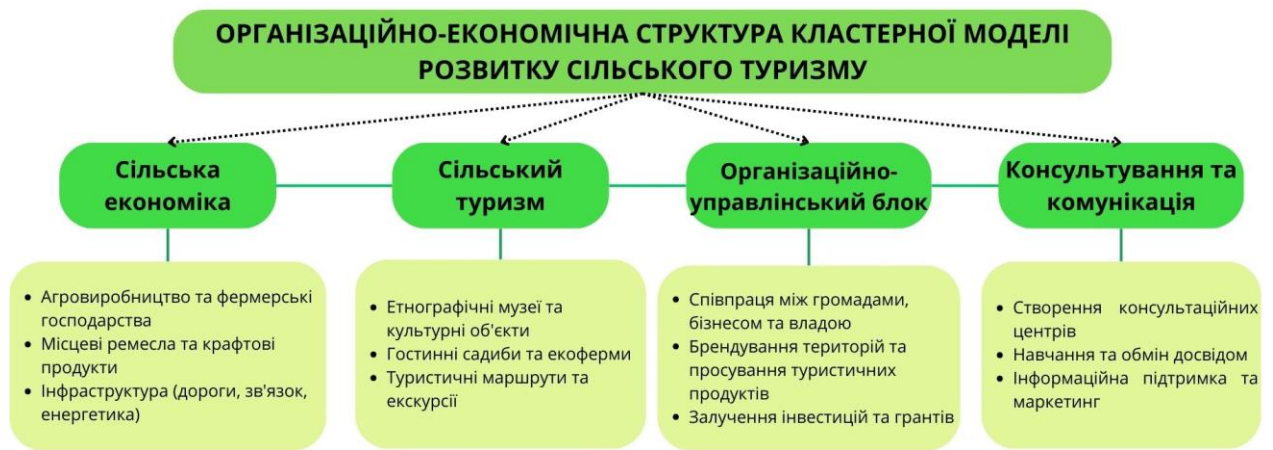 ОРГАНІЗАЦІЙНО-ЕКОНОМІЧНА СТРУКТУРА КЛАСТЕРНОЇ МОДЕЛІ
РОЗВИТКУ СІЛЬСЬКОГО ТУРИЗМУ
Сільська
економіка
Сільський
туризм
Організаційно-
управлінський блок
Консультування та
комунікація
• Агровиробництво та фермерські
господарства
• Місцеві ремесла та крафтові
продукти
• Інфраструктура (дороги, зв'язок,
енергетика)
• Етнографічні музеї та
культурні об'єкти
• Гостинні садиби та екоферми
• Туристичні маршрути та
екскурсії
• Співпраця між громадами,
бізнесом та владою
• Брендування територій та
просування туристичних
продуктів
• Залучення інвестицій та грантів
• Створення консультаційних
центрів
• Навчання та обмін досвідом
• Інформаційна підтримка та
маркетинг